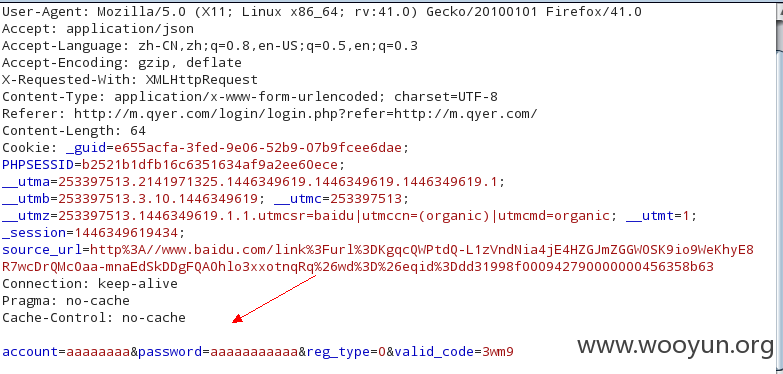 User-Agent: Mozilla/5.0 (X11; Linux x86_64; rv:41.0) Gecko/20100101 Firefox/41.0
Accept: application/json
Accept-Language: zh-CN,zh;q=0.8,en-US;q=0.5,en;q=0.3
Accept-Encoding: gzip, deflate
X-Requested-With: XMLHttpRequest
Content-Type: application/x-www-form-urlencoded; charset=UTF-8
Referer: http://m.qyer.com/login/login.php?refer=http://m.qyer.com/
Content-Length: 64
Cookie: _guid=e655acfa-3fed-9e06-52b9-07b9fcee6dae;
PHPSESSID=b2521b1dfb16c6351634af9a2ee60ece;
__utma=253397513.2141971325.1446349619.1446349619.1446349619.1;
__utmb=253397513.3.10.1446349619; __utmc=253397513;
__utmz=253397513.1446349619.1.1.utmcsr=baidu|utmccn=(organic)|utmcmd=organic; __utmt=1;
_session=1446349619434;
source_url=http%3A//www.baidu.com/link%3Furl%3DKgqcQWPtdQ-L1zVndNia4jE4HZGJmZGGWOSK9io9WeKhyE8
R7wcDrQMcOaa-mnaEdSkDDgFQAOhlo3xxotnqRq%26wd%3D%26eqid%3Ddd31998f000942790000000456358b63
Connection: keep-alive
Pragma: no-cache
Cache-Control: no-cache
account=aaaaaaaa&password=aaaaaaaaaaa&reg_type=0&valid_code=3wm9
www.wooyun.org